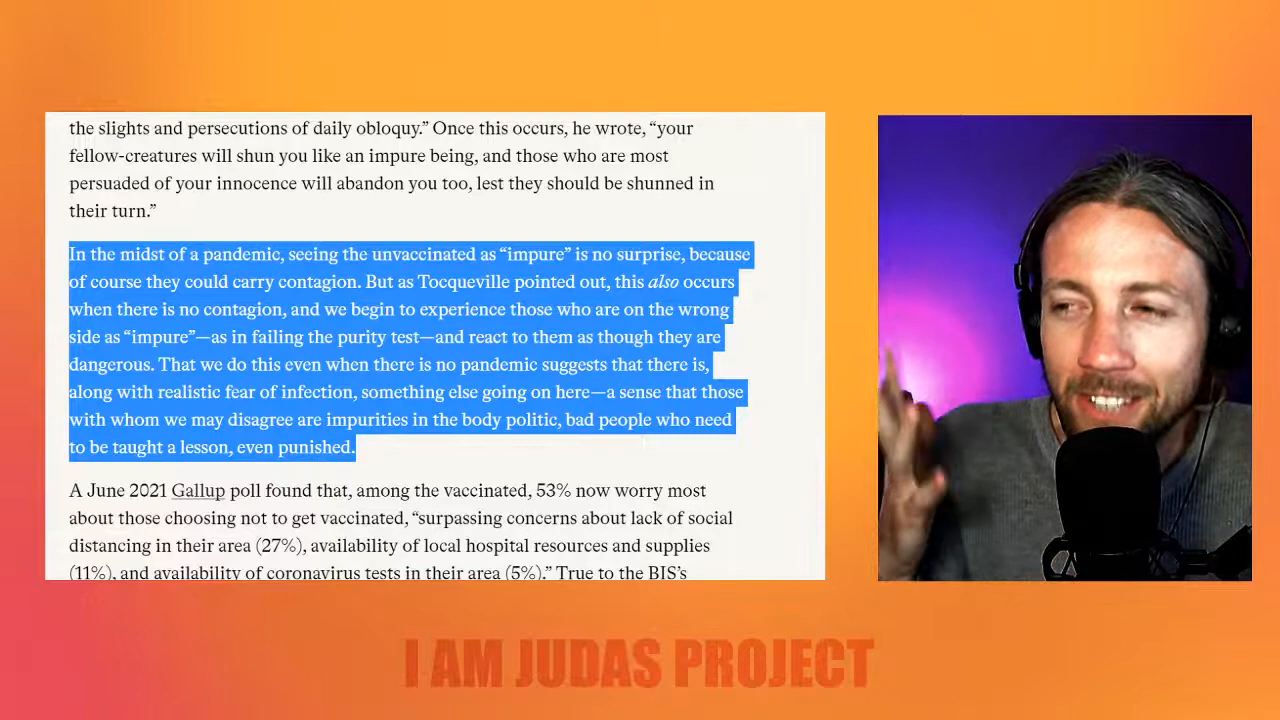 the slights and persecutions of daily obloquy.” Once this occurs, he wrote, “your
fellow-creatures will shun you like an impure being, and those who are most
persuaded of your innocence will abandon you too, lest they should be shunned in
their turn.”
In the midst of a pandemic, seeing the unvaccinated as “impure” is no surprise, because
of course they could carry contagion. But as Tocqueville pointed out, this also occurs
when there is no contagion, and we begin to experience those who are on the wrong
side as “impure”—as in failing the purity test—and react to them as though they are
dangerous. That we do this even when there is no pandemic suggests that there is,
along with realistic fear of infection, something else going on here—a sense that those
with whom we may disagree are impurities in the body politic, bad people who need
to be taught a lesson, even punished.
A June 2021 Gallup poll found that, among the vaccinated, 53% now worry most
about those choosing not to get vaccinated, “surpassing concerns about lack of social
distancing in their area (27%), availability of local hospital resources and supplies
(11%), and availability of coronavirus tests in their area (5%).” True to the BIS’s
I AM JUDAS PROJECT